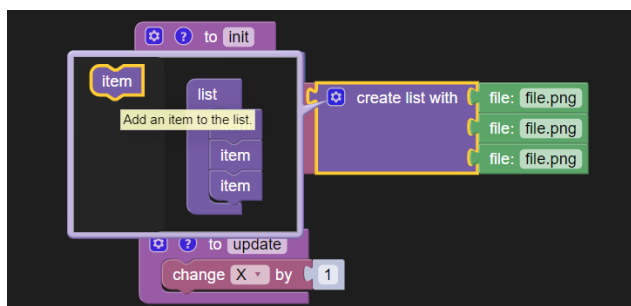 ? to init
item
list
create list with
file: file.png
Add an item to the list.
file: file.png
item
file: file.png
item
? to update
change X by 1